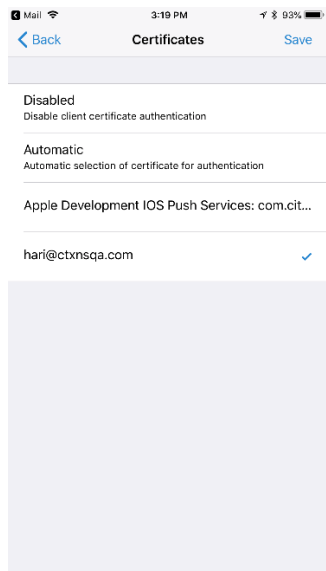 Mail 3:19 PM 93%
Back Certificates Save
Disabled
Disable client certificate authentication
Automatic
Automatic selection of certificate for authentication
Apple Development IOS Push Services: com.cit...
hari@ctxnsqa.com